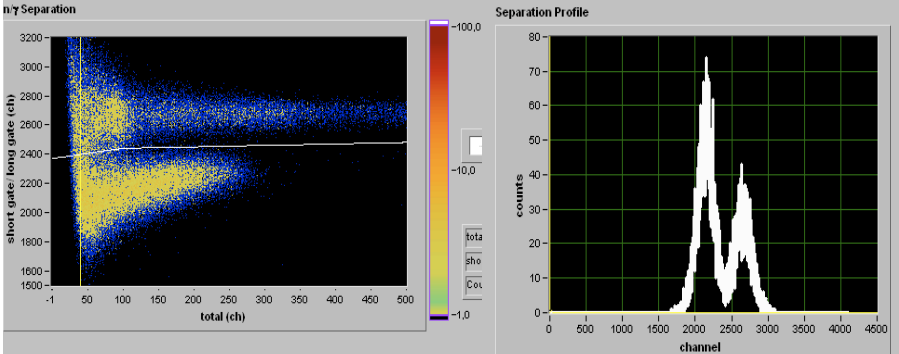 n/γ Separation
3200
3000
2800
2600
2400
2200
2000
1800
1600
1500
-1 50 100 150 200 250 300 350 400 450 500
total (ch)
short gate/ long gate (ch)
100,0
10,0
1,0
tota
sho
Cou
Separation Profile
80
70
60
50
40
30
20
10
0
0 500 1000 1500 2000 2500 3000 3500 4000 4500
channel
counts